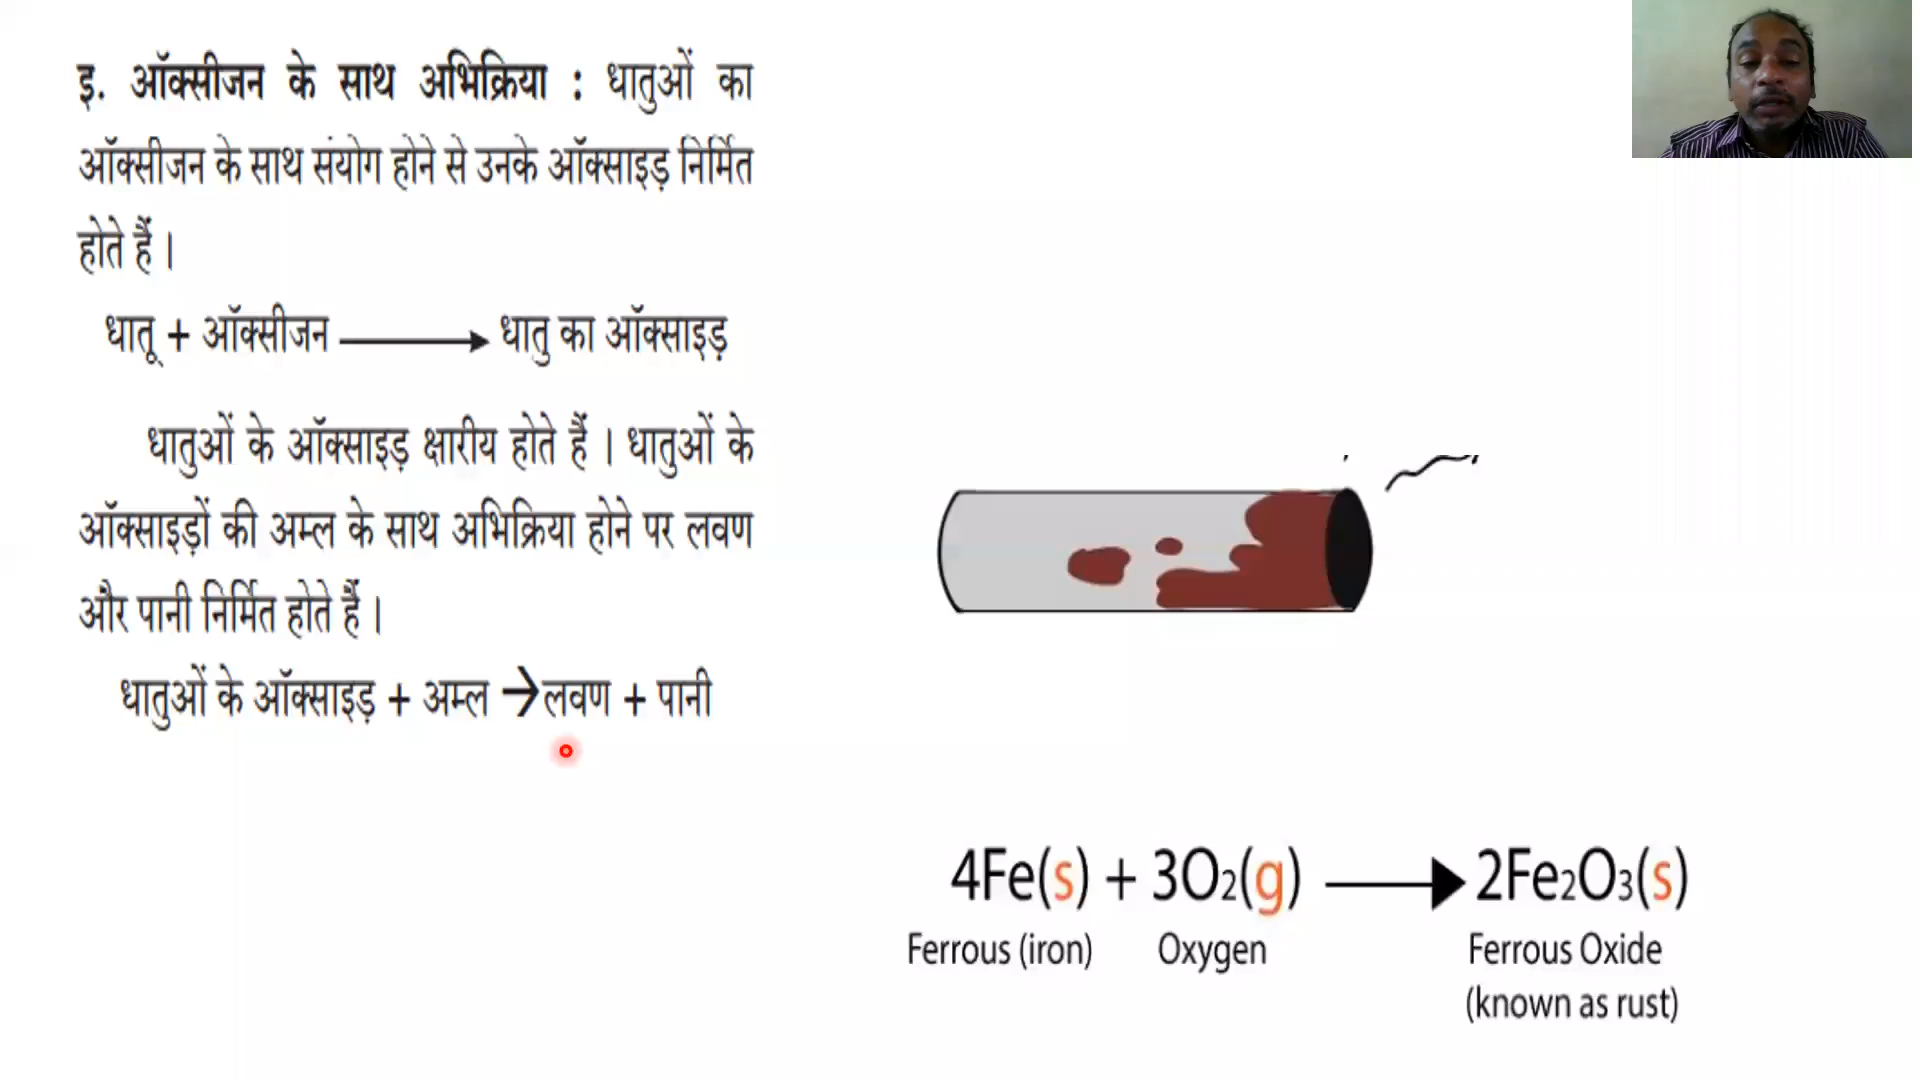 इ. ऑक्सीजन के साथ अभिक्रिया : धातुओं का
ऑक्सीजन के साथ संयोग होने से उनके ऑक्साइड़ निर्मित
होते हैं ।
धातू + ऑक्सीजन ⟶ धातु का ऑक्साइड़
धातुओं के ऑक्साइड़ क्षारीय होते हैं । धातुओं के
ऑक्साइड़ों की अम्ल के साथ अभिक्रिया होने पर लवण
और पानी निर्मित होते हैं ।
धातुओं के ऑक्साइड़ + अम्ल → लवण + पानी
4Fe(s) + 3O₂(g) ⟶ 2Fe₂O₃(s)
Ferrous (iron) Oxygen Ferrous Oxide
(known as rust)